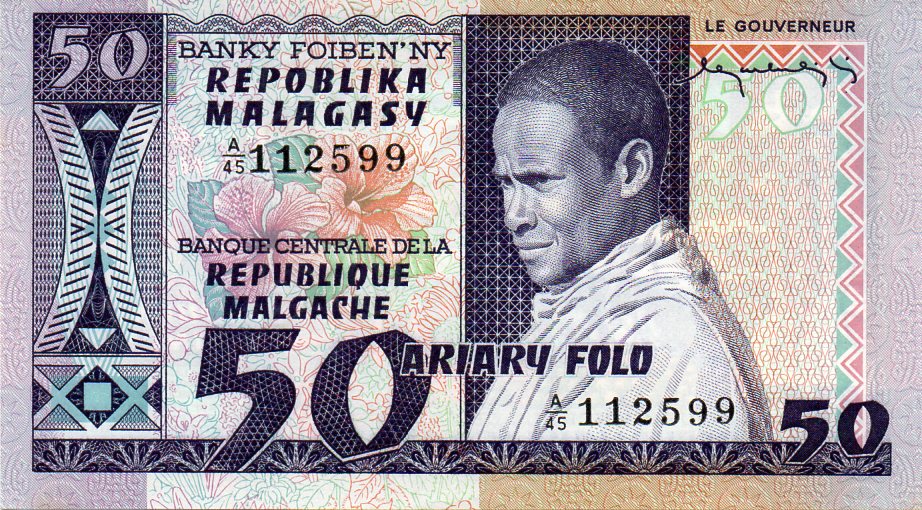 50
BANKY FOIBEN'NY
REPOBLIKA
MALAGASY
A/45 112599
BANQUE CENTRALE DE LA
REPUBLIQUE
MALGACHE
50 ARIARY FOLO
LE GOUVERNEUR
50
A/45 112599
50